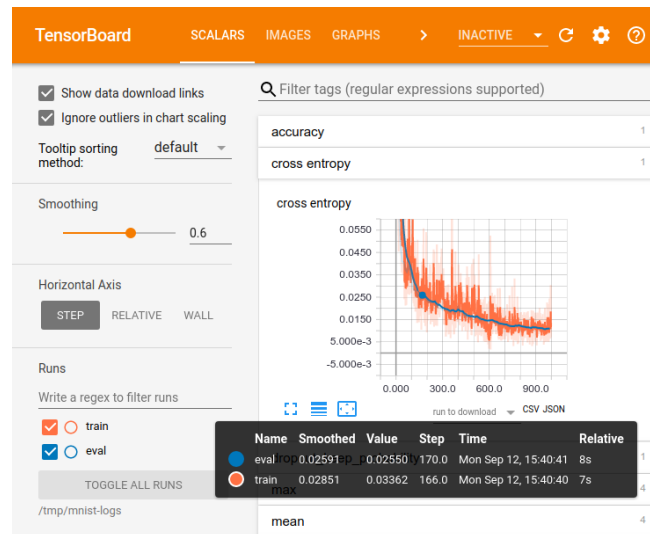 TensorBoard SCALARS IMAGES GRAPHS INACTIVE
Show data download links
Ignore outliers in chart scaling
Tooltip sorting method: default
Smoothing
0.6
Horizontal Axis
STEP RELATIVE WALL
Runs
Write a regex to filter runs
train
eval
TOGGLE ALL RUNS
/tmp/mnist-logs
Filter tags (regular expressions supported)
accuracy 1
cross entropy 1
cross entropy
0.0550
0.0450
0.0350
0.0250
0.0150
5.000e-3
-5.000e-3
0.000 300.0 600.0 900.0
run to download CSV JSON
Name Smoothed Value Step Time Relative
eval 0.02591 0.02550 170.0 Mon Sep 12, 15:40:41 8s
train 0.02851 0.03362 166.0 Mon Sep 12, 15:40:40 7s
1
max 4
mean 4